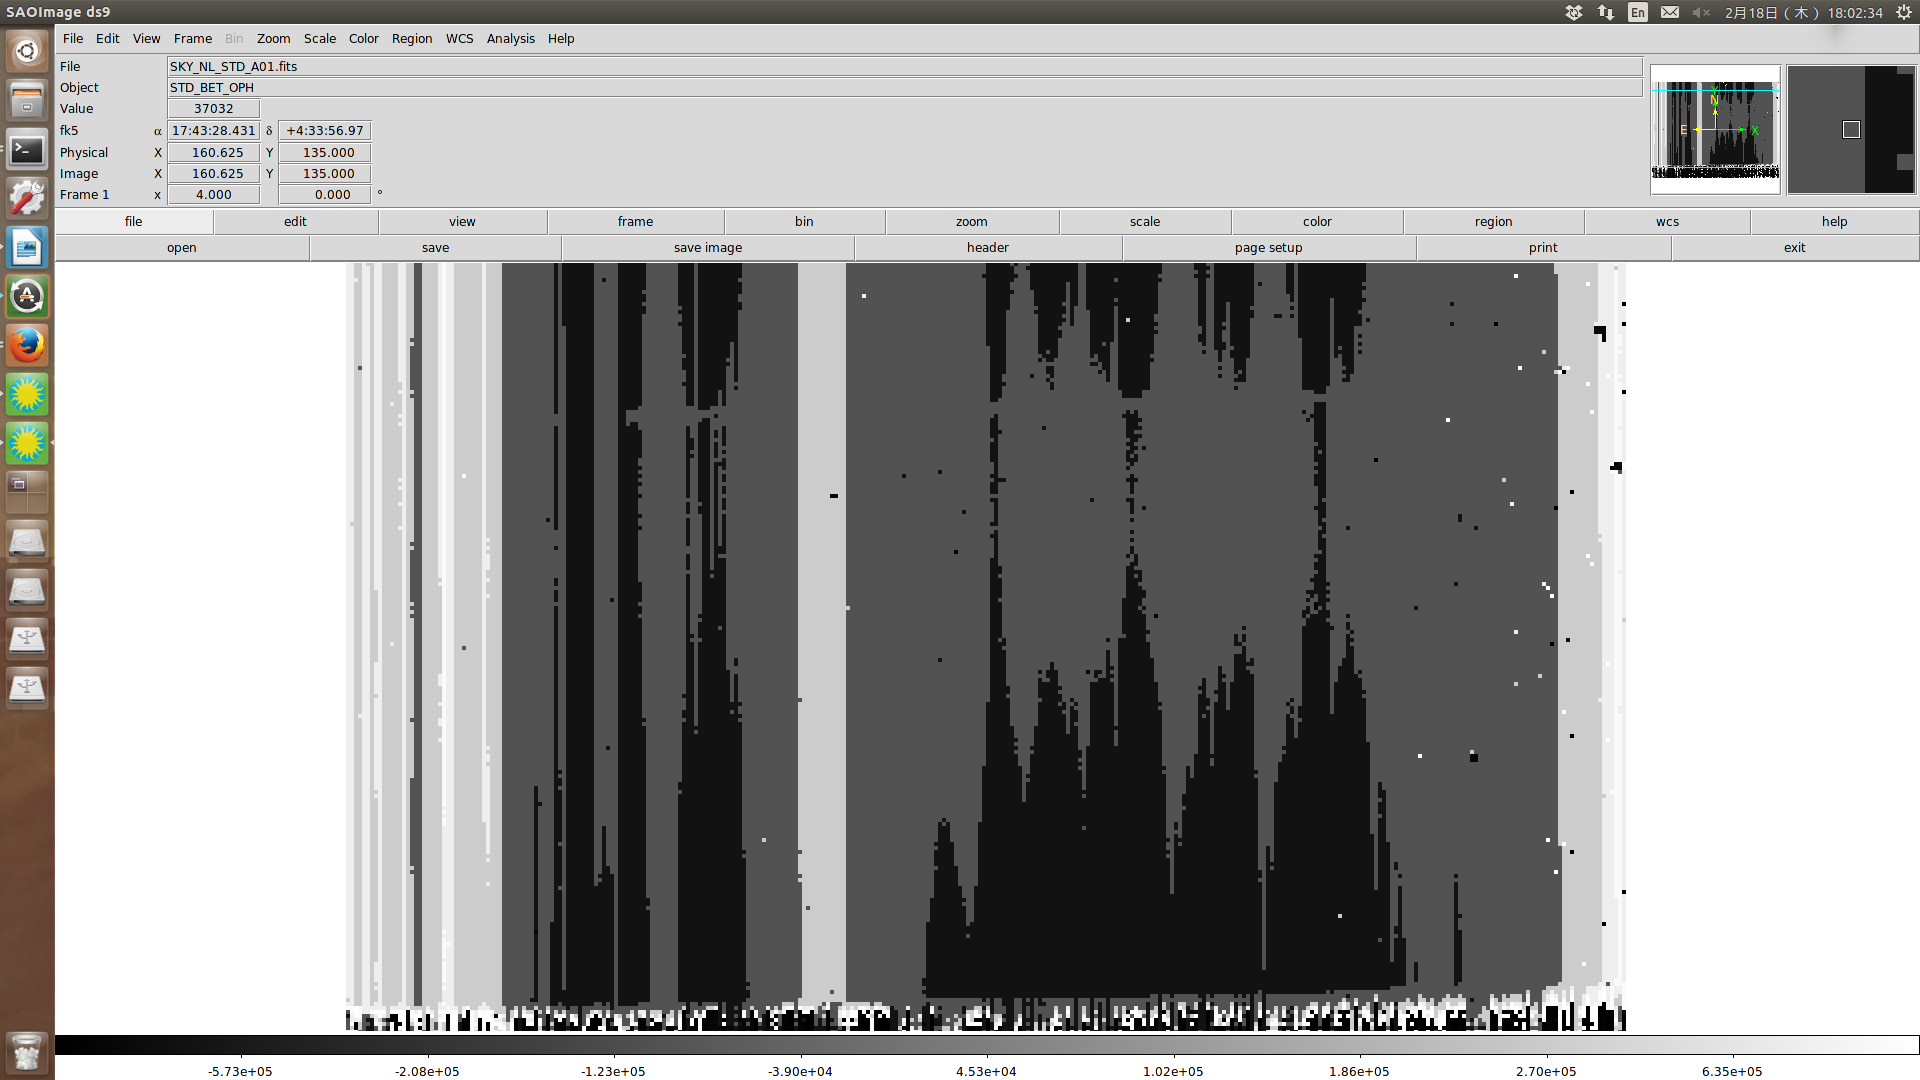 SAOImage ds9
En 2月18日 ( 木 ) 18:02:34
File Edit View Frame Bin Zoom Scale Color Region WCS Analysis Help
File SKY_NL_STD_A01.fits
Object STD_BET_OPH
Value 37032
fk5 α 17:43:28.431 δ +4:33:56.97
Physical X 160.625 Y 135.000
Image X 160.625 Y 135.000
Frame 1 x 4.000 0.000 °
Y
N
E X
file edit view frame bin zoom scale color region wcs help
open save save image header page setup print exit
-5.73e+05 -2.08e+05 -1.23e+05 -3.90e+04 4.53e+04 1.02e+05 1.86e+05 2.70e+05 6.35e+05